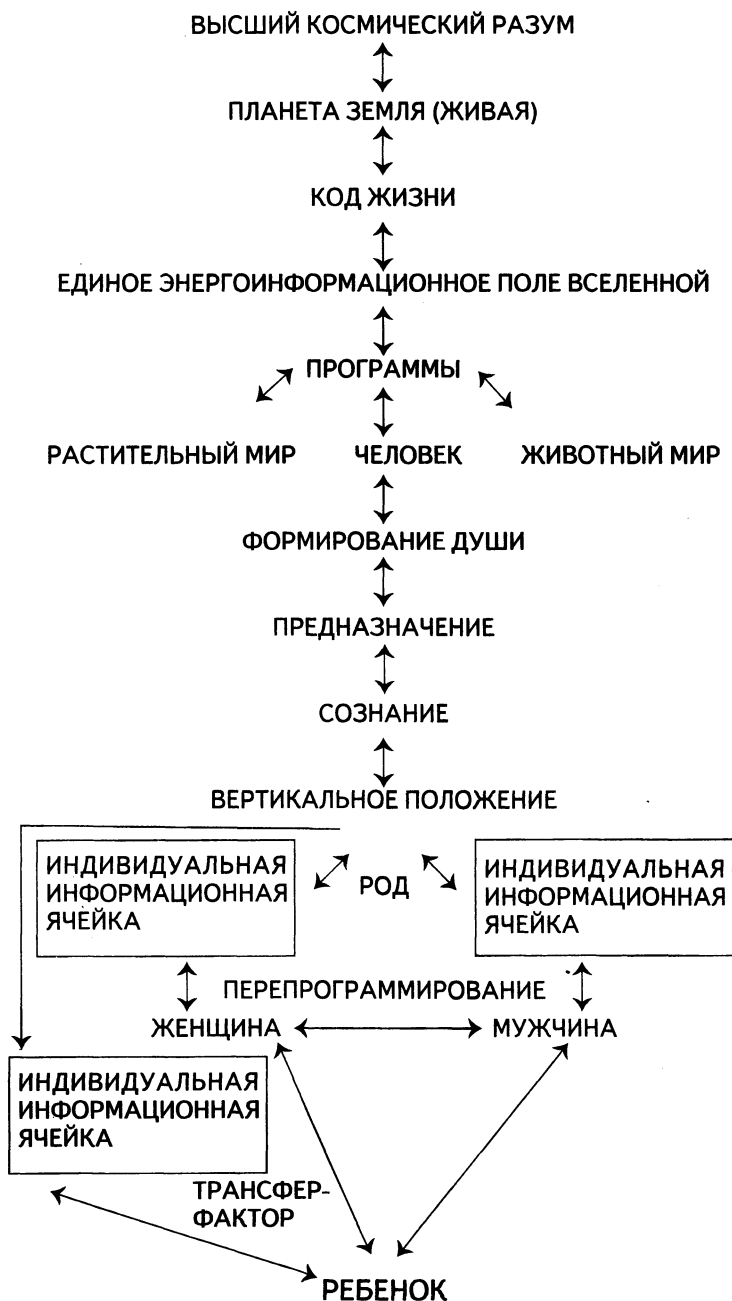 ВЫСШИЙ КОСМИЧЕСКИЙ РАЗУМ
ПЛАНЕТА ЗЕМЛЯ (ЖИВАЯ)
КОД ЖИЗНИ
ЕДИНОЕ ЭНЕРГОИНФОРМАЦИОННОЕ ПОЛЕ ВСЕЛЕННОЙ
ПРОГРАММЫ
РАСТИТЕЛЬНЫЙ МИР ЧЕЛОВЕК ЖИВОТНЫЙ МИР
ФОРМИРОВАНИЕ ДУШИ
ПРЕДНАЗНАЧЕНИЕ
СОЗНАНИЕ
ВЕРТИКАЛЬНОЕ ПОЛОЖЕНИЕ
ИНДИВИДУАЛЬНАЯ
ИНФОРМАЦИОННАЯ
ЯЧЕЙКА
РОД
ИНДИВИДУАЛЬНАЯ
ИНФОРМАЦИОННАЯ
ЯЧЕЙКА
ПЕРЕПРОГРАММИРОВАНИЕ
ЖЕНЩИНА МУЖЧИНА
ИНДИВИДУАЛЬНАЯ
ИНФОРМАЦИОННАЯ
ЯЧЕЙКА
ТРАНСФЕР-
ФАКТОР
РЕБЕНОК